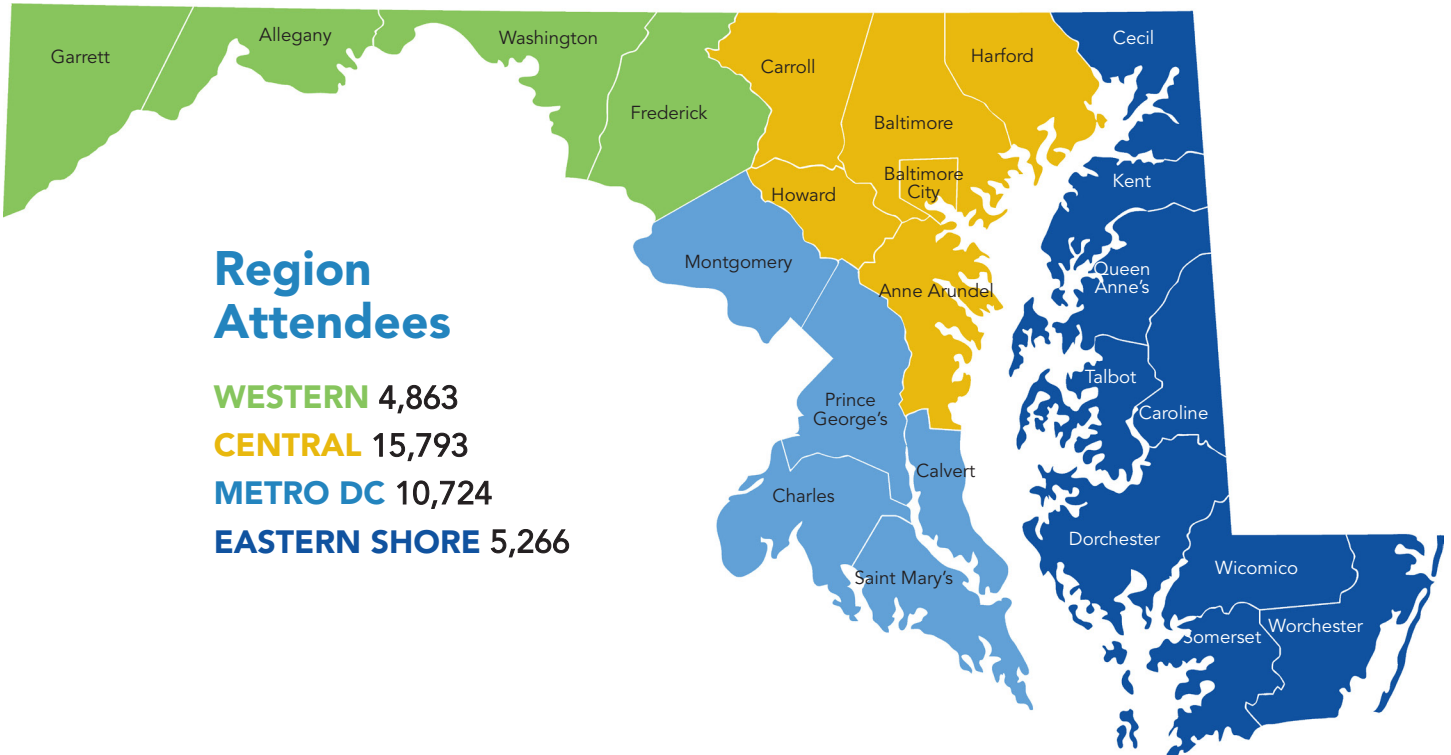 Garrett
Allegany
Washington
Frederick
Carroll
Harford
Cecil
Baltimore
Baltimore
City
Howard
Kent
Montgomery
Anne Arundel
Queen
Anne's
Talbot
Caroline
Prince
George's
Calvert
Charles
Saint Mary's
Dorchester
Wicomico
Somerset
Worchester
Region
Attendees
WESTERN 4,863
CENTRAL 15,793
METRO DC 10,724
EASTERN SHORE 5,266